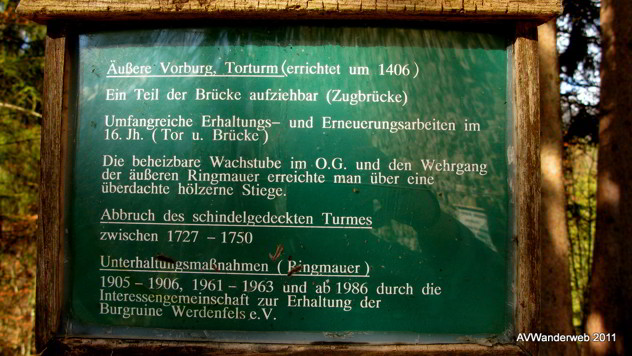 Äußere Vorburg, Torturm (errichtet um 1406)
Ein Teil der Brücke aufziehbar (Zugbrücke)
Umfangreiche Erhaltungs- und Erneuerungsarbeiten im
16. Jh. (Tor u. Brücke)
Die beheizbare Wachstube im O.G. und den Wehrgang
der äußeren Ringmauer erreichte man über eine
überdachte hölzerne Stiege.
Abbruch des schindelgedeckten Turmes
zwischen 1727 - 1750
Unterhaltungsmaßnahmen (Ringmauer)
1905 - 1906, 1961 - 1963 und ab 1986 durch die
Interessengemeinschaft zur Erhaltung der
Burgruine Werdenfels e.V.
AVWanderweb 2011